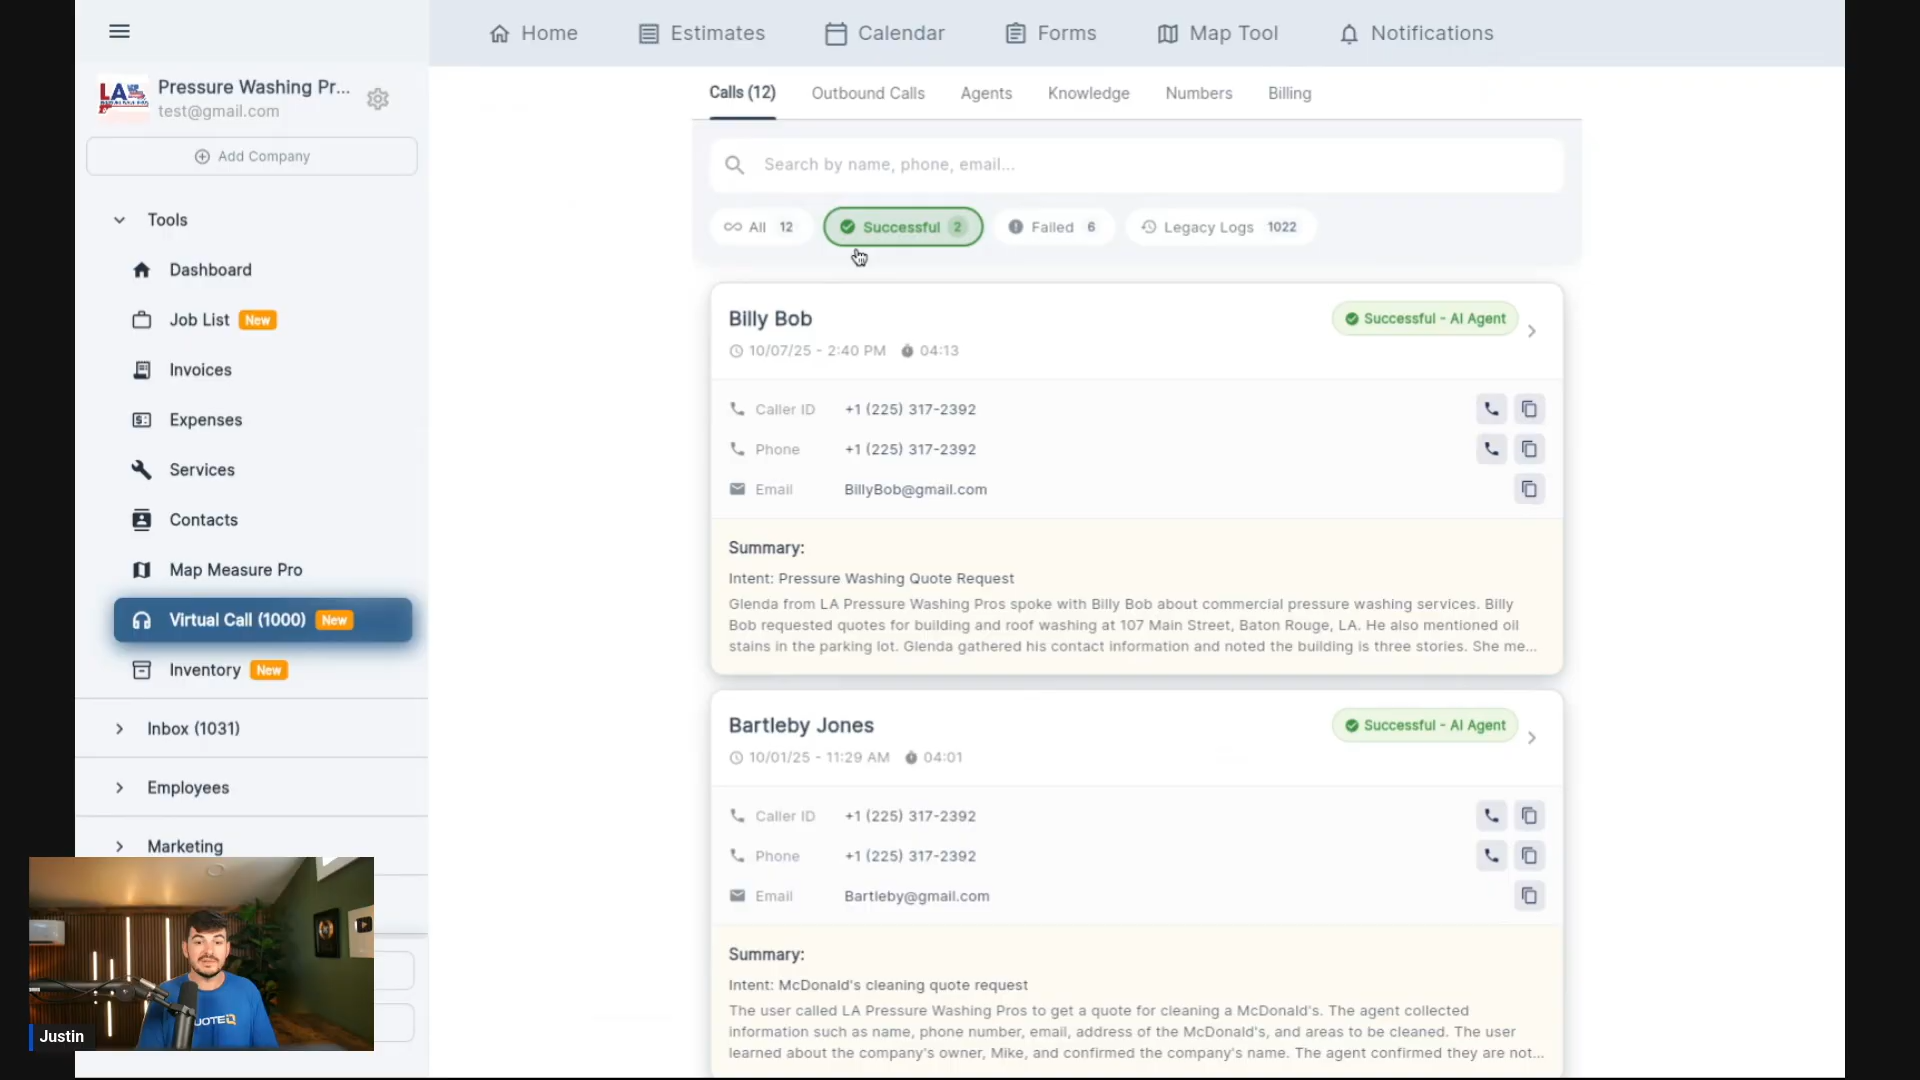 Home
Estimates
Calendar
Forms
Map Tool
Notifications
LA
Pressure Washing Pr...
test@gmail.com
Add Company
Tools
Dashboard
Job List New
Invoices
Expenses
Services
Contacts
Map Measure Pro
Virtual Call (1000) New
Inventory New
Inbox (1031)
Employees
Marketing
Calls (12)
Outbound Calls
Agents
Knowledge
Numbers
Billing
Search by name, phone, email...
All 12
Successful 2
Failed 6
Legacy Logs 1022
Billy Bob
Successful - AI Agent
10/07/25 - 2:40 PM 04:13
Caller ID +1 (225) 317-2392
Phone +1 (225) 317-2392
Email BillyBob@gmail.com
Summary:
Intent: Pressure Washing Quote Request
Glenda from LA Pressure Washing Pros spoke with Billy Bob about commercial pressure washing services. Billy
Bob requested quotes for building and roof washing at 107 Main Street, Baton Rouge, LA. He also mentioned oil
stains in the parking lot. Glenda gathered his contact information and noted the building is three stories. She me...
Bartleby Jones
Successful - AI Agent
10/01/25 - 11:29 AM 04:01
Caller ID +1 (225) 317-2392
Phone +1 (225) 317-2392
Email Bartleby@gmail.com
Summary:
Intent: McDonald's cleaning quote request
The user called LA Pressure Washing Pros to get a quote for cleaning a McDonald's. The agent collected
information such as name, phone number, email, address of the McDonald's, and areas to be cleaned. The user
learned about the company's owner, Mike, and confirmed the company's name. The agent confirmed they are not...
UOTEIQ
Justin